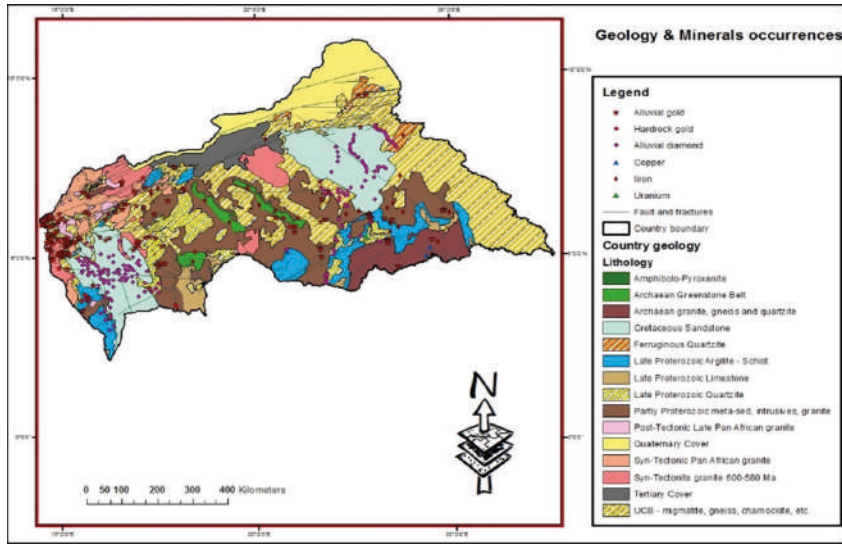 Geology & Minerals occurrences
Legend
Alluvial gold
Hardrock gold
Alluvial diamond
Copper
Iiron
Uranium
Fault and fractures
Country boundary
Country geology
Lithology
Amphibolo-Pyroxenite
Archaean Greenstone Belt
Archaean granite, gneiss and quartzite
Cretaceous Sandstone
Ferruginous Quartzite
Late Proterozoic Argilite - Schist
Late Proterozoic Limestone
Late Proterozoic Quartzite
Partly Proterozoic meta-sed, intrusives, granite
Post-Tectonic Late Pan African granite
Quaternary Cover
Syn-Tectonic Pan African granite
Syn-Tectonite granite 600-580 Ma
Tertiary Cover
UCB - migmatite, gneiss, charnockite, etc.
N
0 50 100 200 300 400 Kilometers